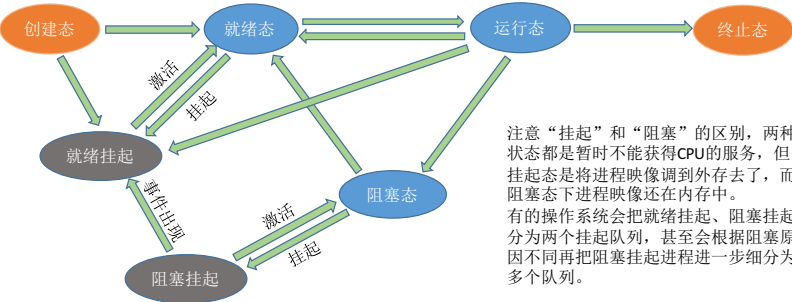 创建态
就绪态
运行态
终止态
激活
挂起
就绪挂起
阻塞态
事件出现
激活
挂起
阻塞挂起
注意“挂起”和“阻塞”的区别，两种
状态都是暂时不能获得CPU的服务，但
挂起态是将进程映像调到外存去了，而
阻塞态下进程映像还在内存中。
有的操作系统会把就绪挂起、阻塞挂起
分为两个挂起队列，甚至会根据阻塞原
因不同再把阻塞挂起进程进一步细分为
多个队列。